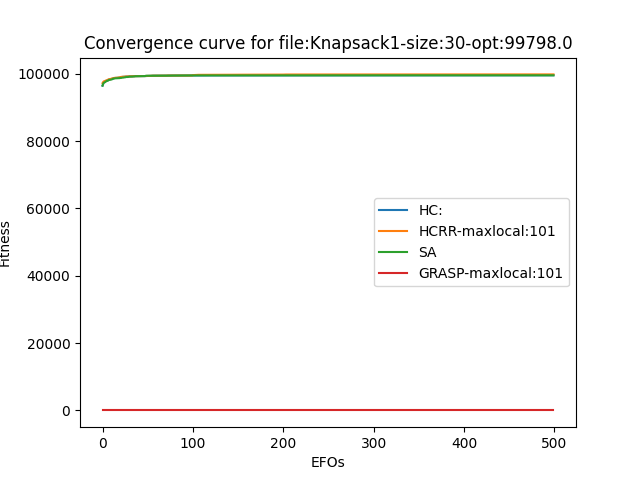 Convergence curve for file:Knapsack1-size:30-opt:99798.0
100000
80000
60000
40000
20000
0
Fitness
HC:
HCRR-maxlocal:101
SA
GRASP-maxlocal:101
0 100 200 300 400 500
EFOs